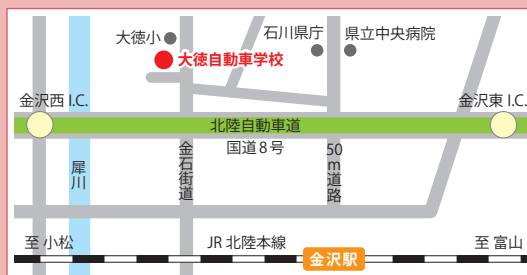 大徳小
石川県庁
県立中央病院
大徳自動車学校
金沢西 I.C.
金沢東 I.C.
北陸自動車道
国道8号
犀川
金石街道
50m道路
至 小松
JR 北陸本線
至 富山
金沢駅